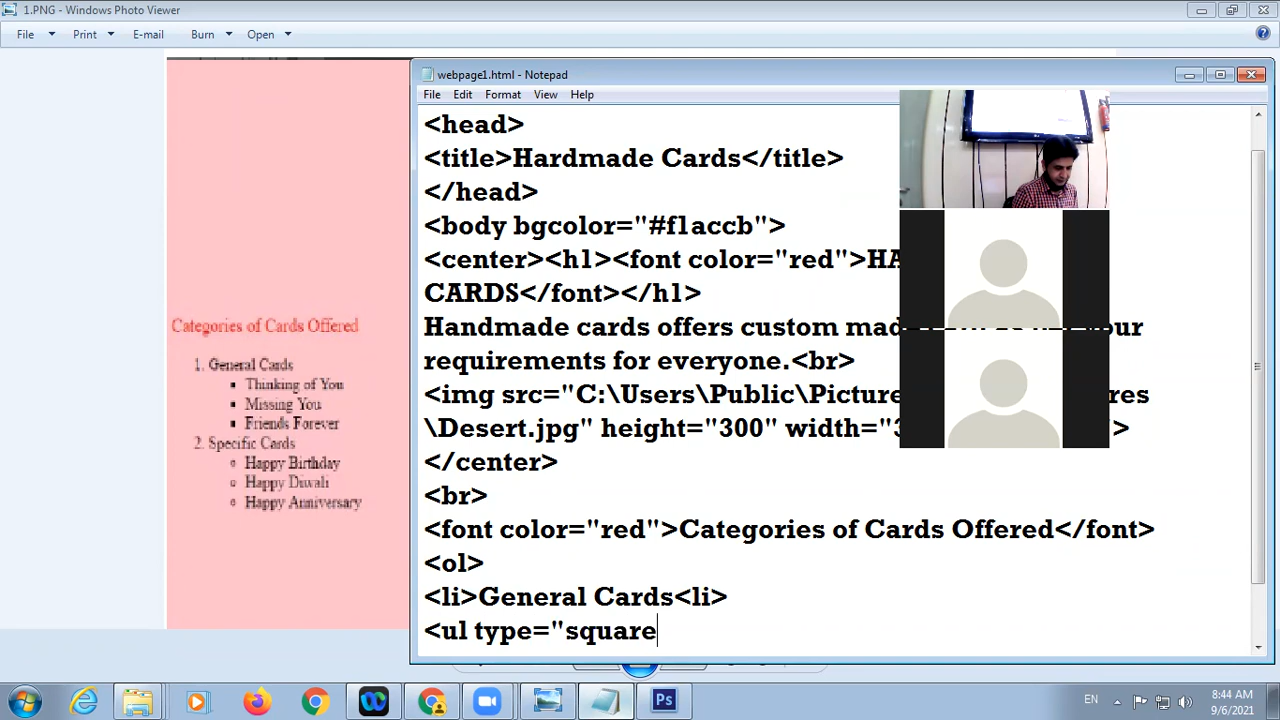 1.PNG - Windows Photo Viewer
File Print E-mail Burn Open
Categories of Cards Offered
1. General Cards
Thinking of You
Missing You
Friends Forever
2. Specific Cards
Happy Birthday
Happy Diwali
Happy Anniversary
webpage1.html - Notepad
File Edit Format View Help
<head>
<title>Hardmade Cards</title>
</head>
<body bgcolor="#f1accb">
<center><h1><font color="red">HA
CARDS</font></h1>
Handmade cards offers custom mad your
requirements for everyone.<br>
<img src="C:\Users\Public\Picture res
\Desert.jpg" height="300" width=" >
</center>
<br>
<font color="red">Categories of Cards Offered</font>
<ol>
<li>General Cards<li>
<ul type="square
Ps
EN
8:44 AM
9/6/2021